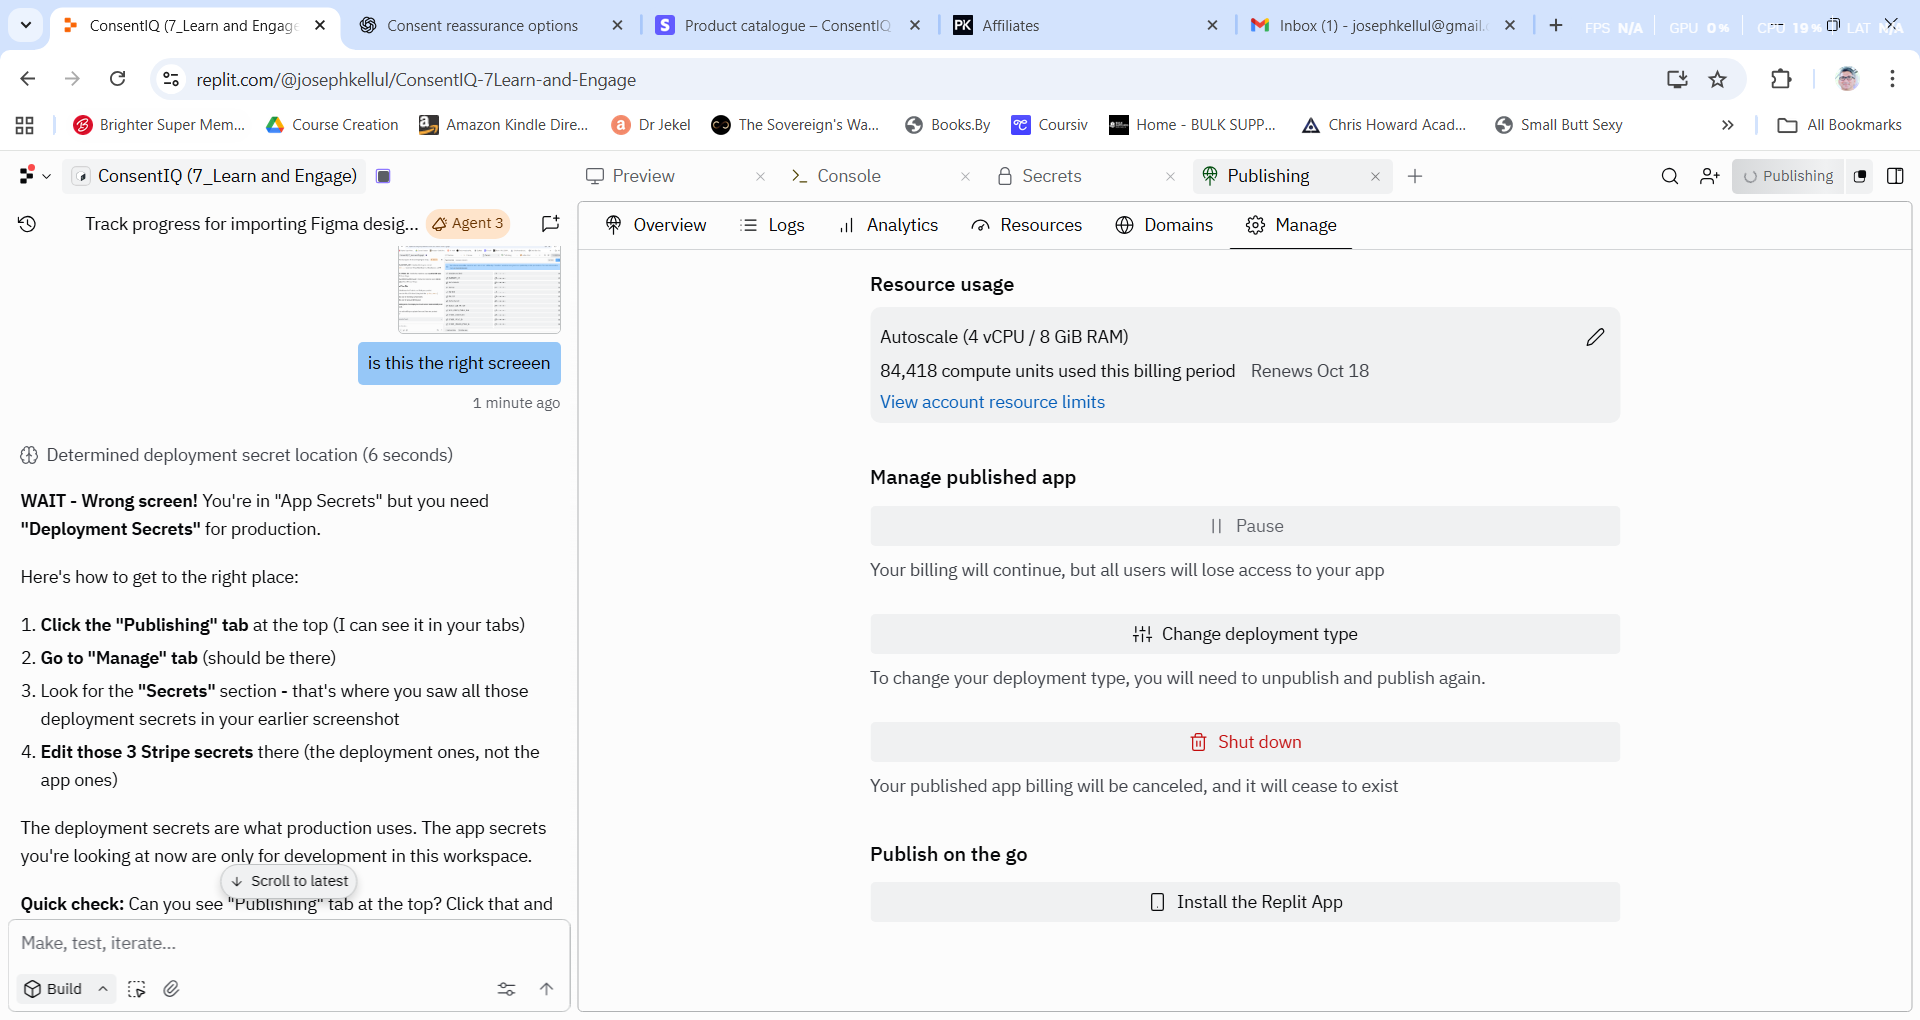 ConsentIQ (7_Learn and Engage
Consent reassurance options
Product catalogue – ConsentIQ
Affiliates
Inbox (1) - josephkellul@gmail.
FPS N/A GPU 0% CPU 19% LAT N/A
replit.com/@josephkellul/ConsentIQ-7Learn-and-Engage
Brighter Super Mem...
Course Creation
Amazon Kindle Dire...
Dr Jekel
The Sovereign's Wa...
Books.By
Coursiv
Home - BULK SUPP...
Chris Howard Acad...
Small Butt Sexy
All Bookmarks
ConsentIQ (7_Learn and Engage)
Preview
Console
Secrets
Publishing
Publishing
Track progress for importing Figma desig...
Agent 3
is this the right screeen
1 minute ago
Determined deployment secret location (6 seconds)
WAIT - Wrong screen! You're in "App Secrets" but you need
"Deployment Secrets" for production.
Here's how to get to the right place:
1. Click the "Publishing" tab at the top (I can see it in your tabs)
2. Go to "Manage" tab (should be there)
3. Look for the "Secrets" section - that's where you saw all those
deployment secrets in your earlier screenshot
4. Edit those 3 Stripe secrets there (the deployment ones, not the
app ones)
The deployment secrets are what production uses. The app secrets
you're looking at now are only for development in this workspace.
Scroll to latest
Quick check: Can you see "Publishing" tab at the top? Click that and
Make, test, iterate...
Build
Overview
Logs
Analytics
Resources
Domains
Manage
Resource usage
Autoscale (4 vCPU / 8 GiB RAM)
84,418 compute units used this billing period Renews Oct 18
View account resource limits
Manage published app
Pause
Your billing will continue, but all users will lose access to your app
Change deployment type
To change your deployment type, you will need to unpublish and publish again.
Shut down
Your published app billing will be canceled, and it will cease to exist
Publish on the go
Install the Replit App